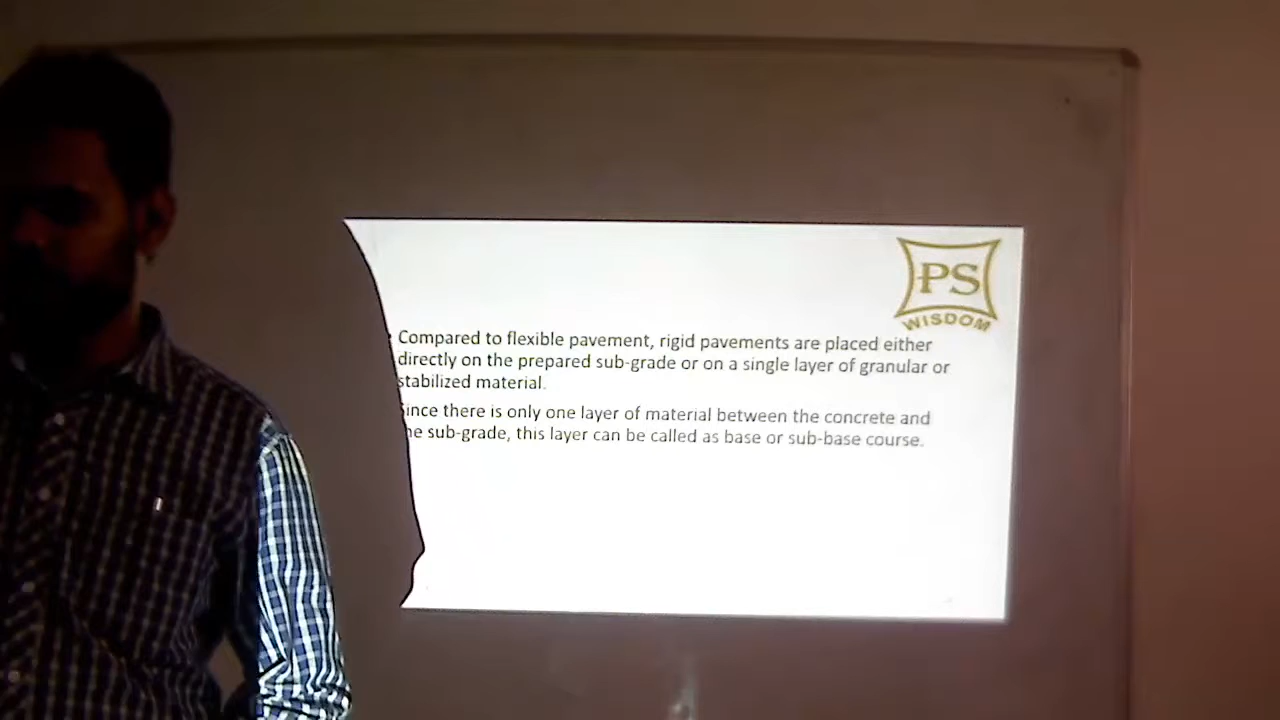 PS
WISDOM
Compared to flexible pavement, rigid pavements are placed either
directly on the prepared sub-grade or on a single layer of granular or
stabilized material.
Since there is only one layer of material between the concrete and
the sub-grade, this layer can be called as base or sub-base course.